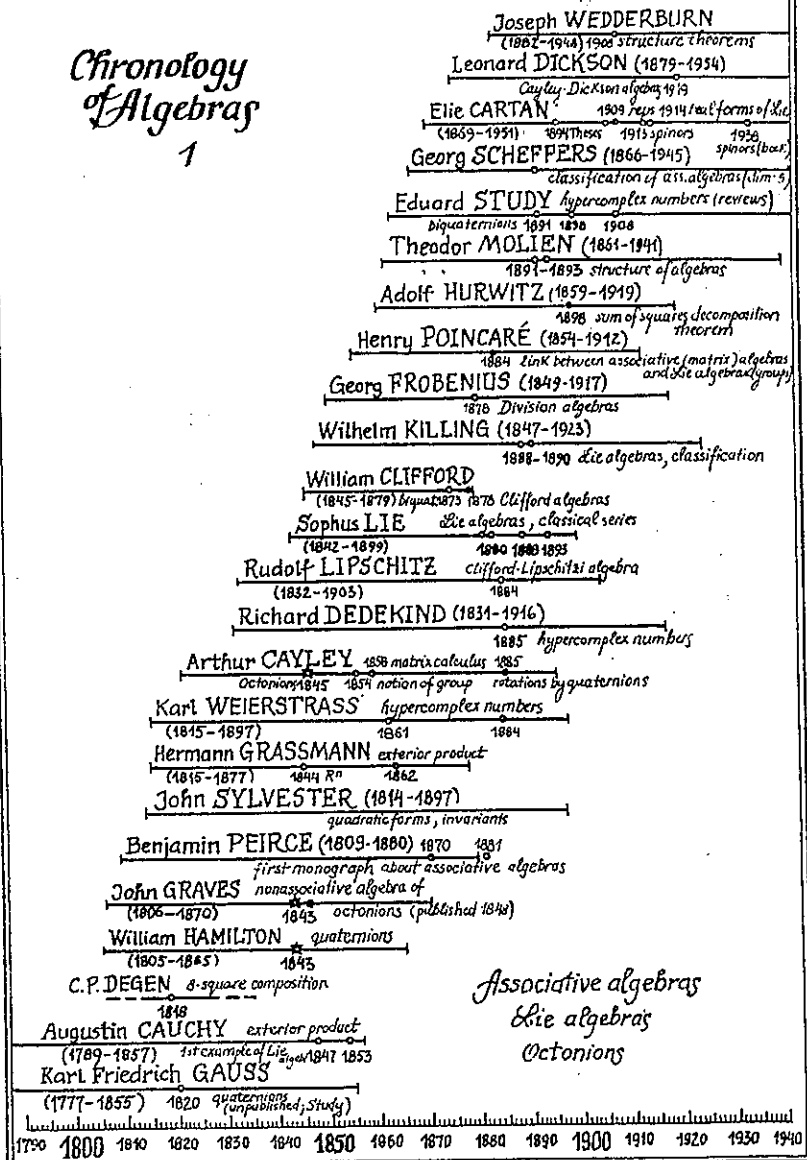 Chronology
of Algebras
1
Joseph WEDDERBURN
(1882-1948) 1908 structure theorems
Leonard DICKSON (1879-1954)
Cayley-Dickson algebras 1919
Elie CARTAN 1909 reps 1914 real forms of Lie
(1869-1951) 1894 Theses 1913 spinors 1938
spinors (book)
Georg SCHEFFERS (1866-1945)
classification of ass. algebras (dim. 5)
Eduard STUDY hypercomplex numbers (reviews)
biquaternions 1891 1898 1908
Theodor MOLIEN (1861-1941)
1891-1893 structure of algebras
Adolf HURWITZ (1859-1919)
1898 sum of squares decomposition
theorem
Henry POINCARÉ (1854-1912)
1884 link between associative (matrix) algebras
and Lie algebras (groups)
Georg FROBENIUS (1849-1917)
1878 Division algebras
Wilhelm KILLING (1847-1923)
1888-1890 Lie algebras, classification
William CLIFFORD
(1845-1879) biquat. 1873 1878 Clifford algebras
Sophus LIE Lie algebras, classical series
(1842-1899) 1880 1888 1893
Rudolf LIPSCHITZ Clifford-Lipschitzi algebra
(1832-1903) 1884
Richard DEDEKIND (1831-1916)
1885 hypercomplex numbers
Arthur CAYLEY 1858 matrix calculus 1885
Octonions 1845 1854 notion of group rotations by quaternions
Karl WEIERSTRASS hypercomplex numbers
(1815-1897) 1861 1884
Hermann GRASSMANN exterior product
(1815-1877) 1844 Rⁿ 1862
John SYLVESTER (1814-1897)
quadratic forms, invariants
Benjamin PEIRCE (1809-1880) 1870 1881
first monograph about associative algebras
John GRAVES nonassociative algebra of
(1806-1870) 1843 octonions (published 1848)
William HAMILTON quaternions
(1805-1865) 1843
C.F. DEGEN 8-square composition
1818
Augustin CAUCHY exterior product
(1789-1857) 1st example of Lie alger 1847 1853
Karl Friedrich GAUSS
(1777-1855) 1820 quaternions
(unpublished; Study)
Associative algebras
Lie algebras
Octonions
1790 1800 1810 1820 1830 1840 1850 1860 1870 1880 1890 1900 1910 1920 1930 1940